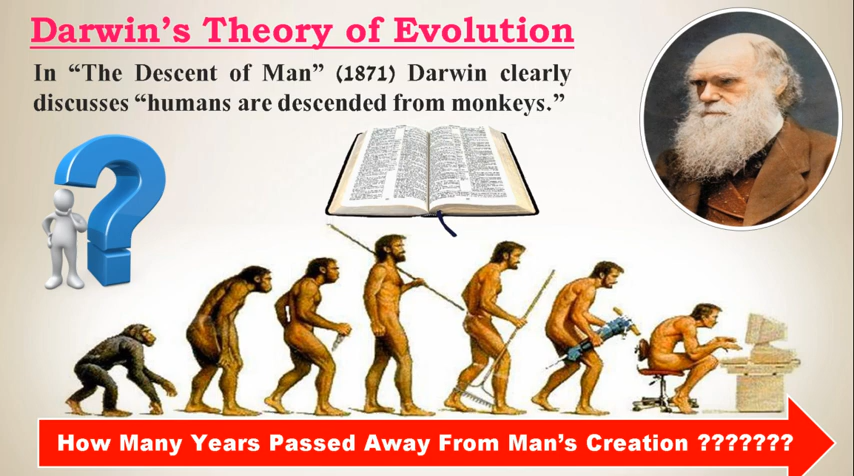 Darwin's Theory of Evolution
In “The Descent of Man” (1871) Darwin clearly
discusses “humans are descended from monkeys.”
How Many Years Passed Away From Man's Creation ???????